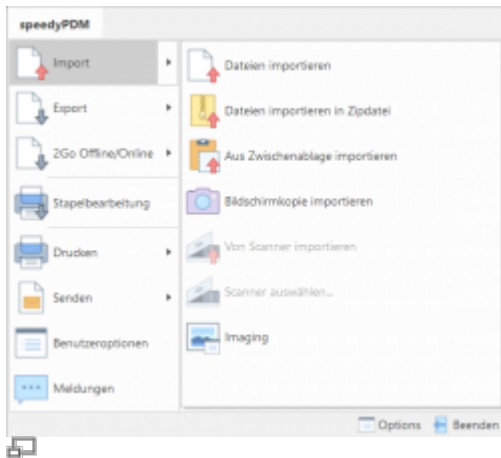 speedyPDM
Import
Export
2Go Offline/Online
Stapelbearbeitung
Drucken
Senden
Benutzeroptionen
Meldungen
Dateien importieren
Dateien importieren in Zipdatei
Aus Zwischenablage importieren
Bildschirmkopie importieren
Von Scanner importieren
Scanner auswählen...
Imaging
Options
Beenden